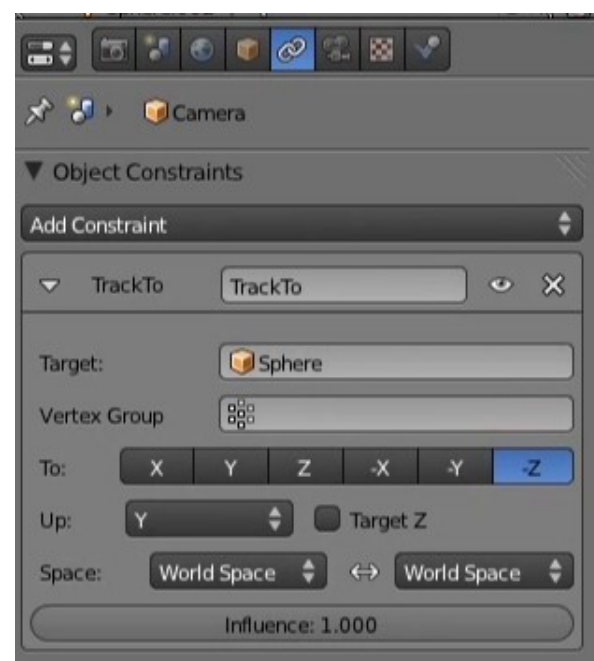 Camera
Object Constraints
Add Constraint
TrackTo TrackTo
Target: Sphere
Vertex Group
To: X Y Z -X -Y -Z
Up: Y Target Z
Space: World Space World Space
Influence: 1.000